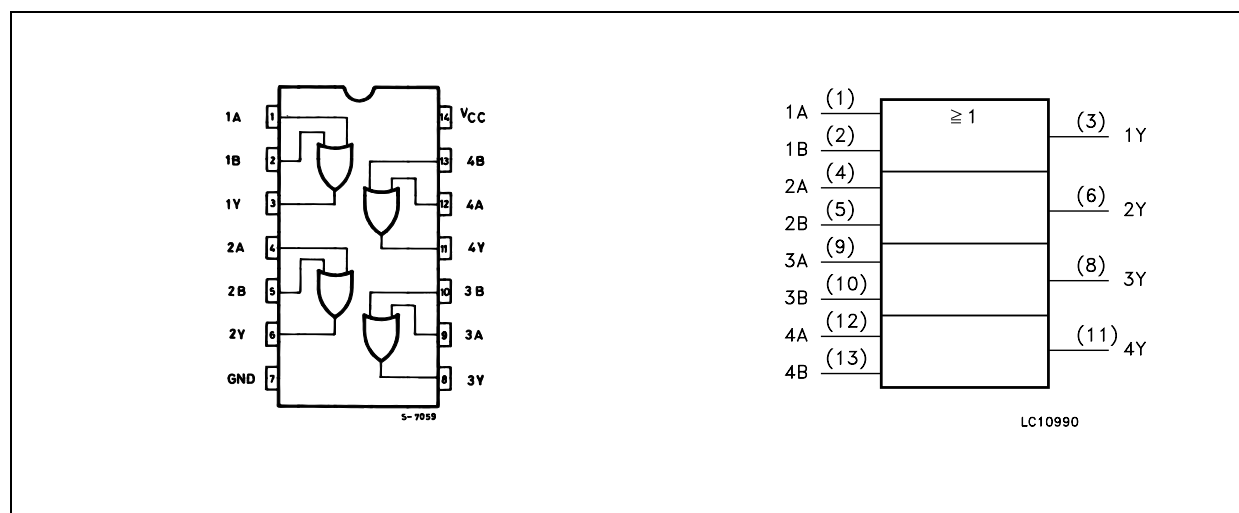 1A 1 14 VCC
1B 2 13 4B
1Y 3 12 4A
2A 4 11 4Y
2B 5 10 3B
2Y 6 9 3A
GND 7 8 3Y
S-7059
1A (1)
1B (2)
2A (4)
2B (5)
3A (9)
3B (10)
4A (12)
4B (13)
≧1
(3) 1Y
(6) 2Y
(8) 3Y
(11) 4Y
LC10990